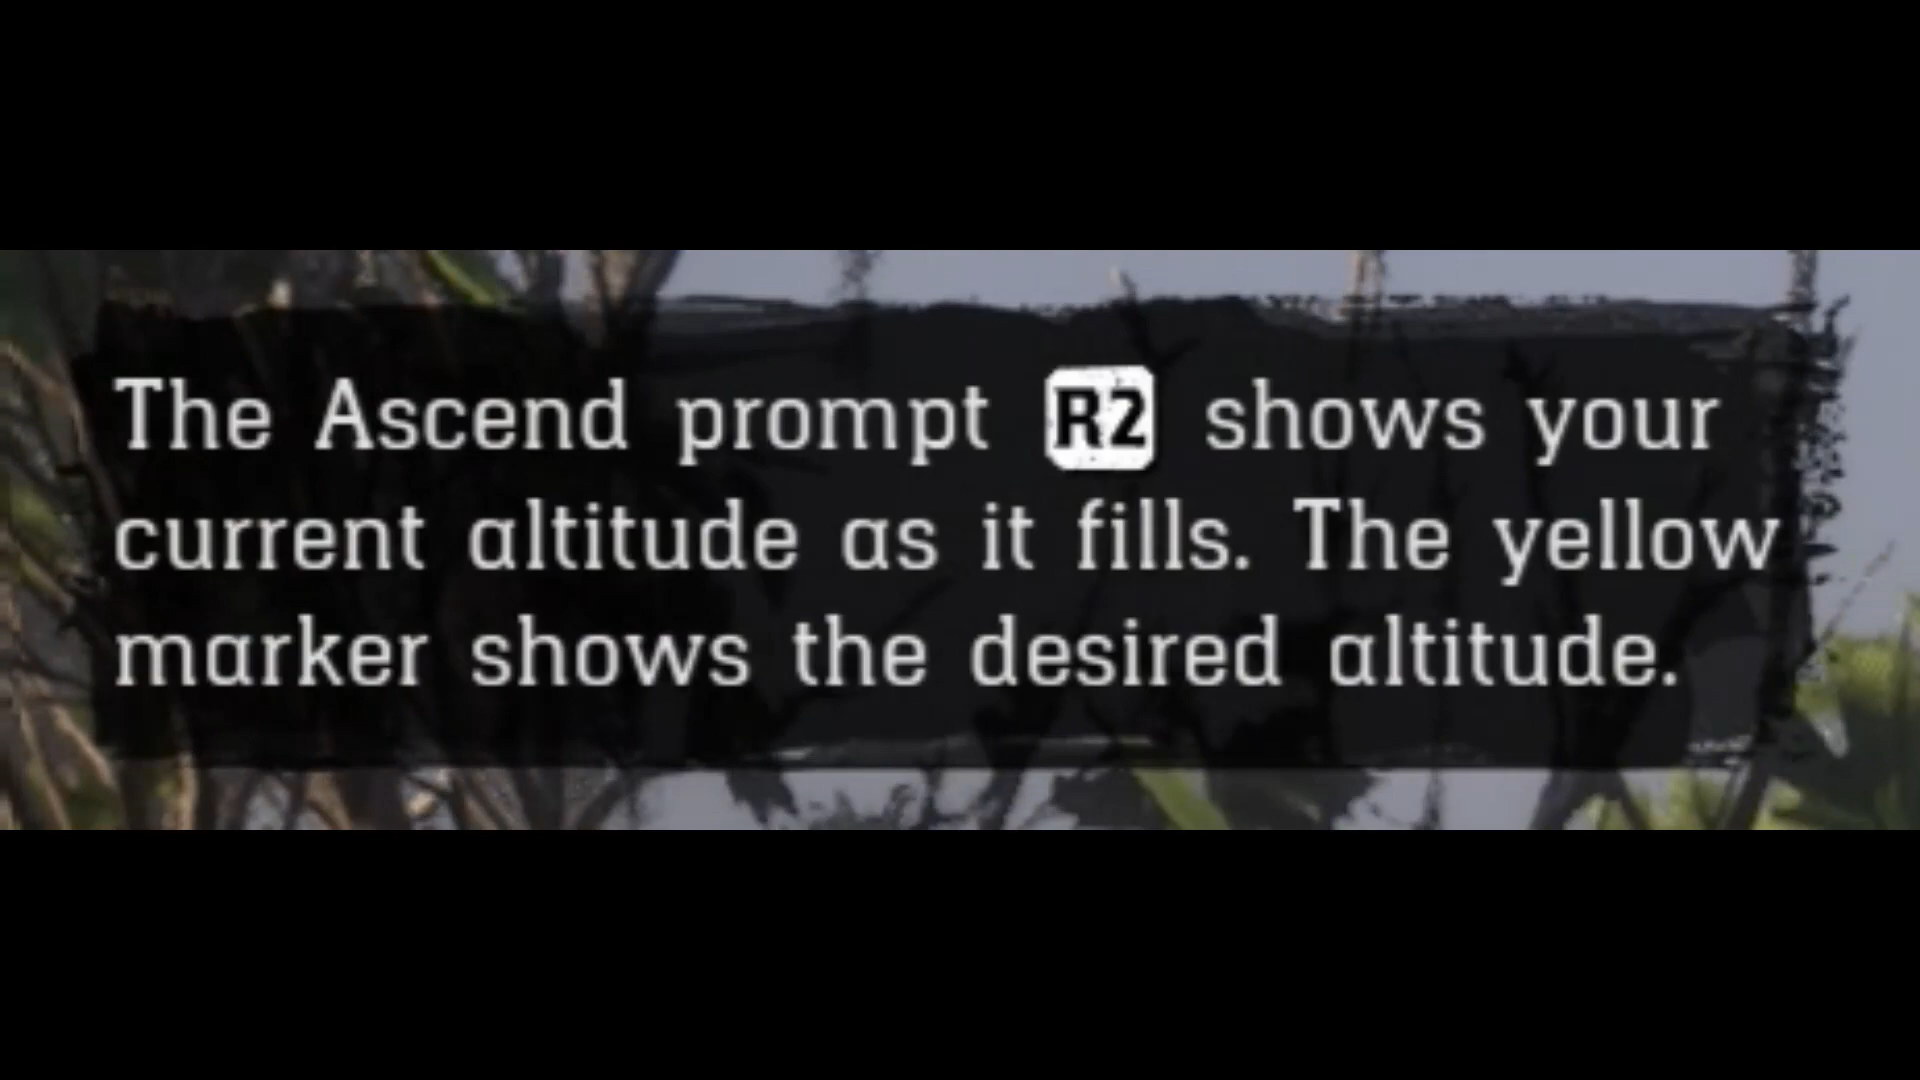 The Ascend prompt R2 shows your
current altitude as it fills. The yellow
marker shows the desired altitude.